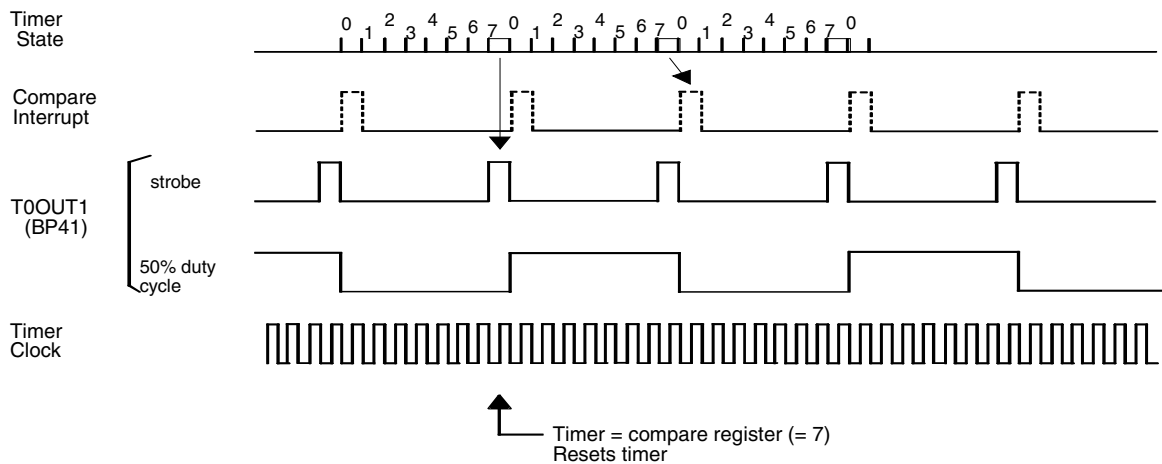 Timer
State
0 1 2 3 4 5 6 7 0 1 2 3 4 5 6 7 0 1 2 3 4 5 6 7 0
Compare
Interrupt
strobe
T0OUT1
(BP41)
50% duty
cycle
Timer
Clock
Timer = compare register (= 7)
Resets timer